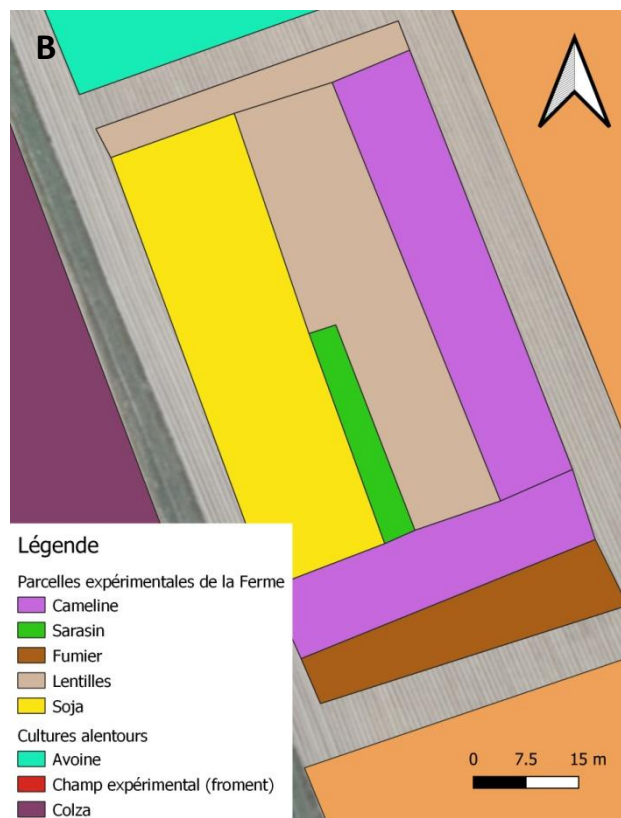 B
Légende
Parcelles expérimentales de la Ferme
Cameline
Sarasin
Fumier
Lentilles
Soja
Cultures alentours
Avoine
Champ expérimental (froment)
Colza
0 7.5 15 m